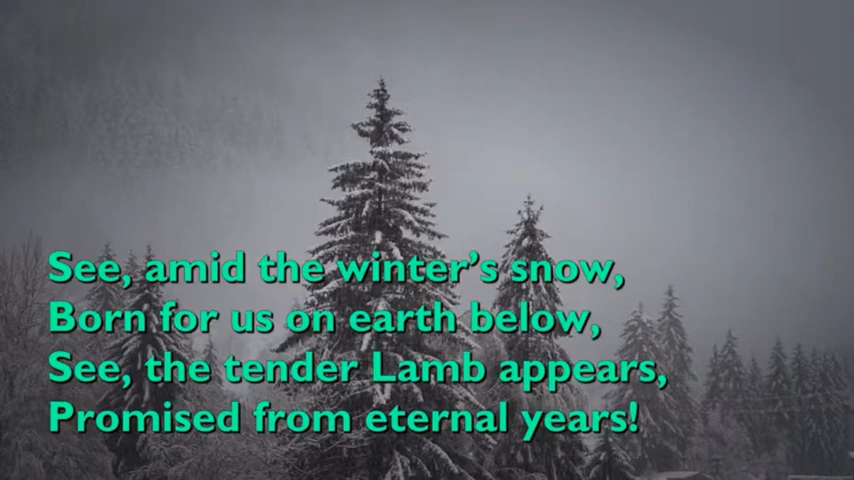 See, amid the winter's snow,
Born for us on earth below,
See, the tender Lamb appears,
Promised from eternal years!